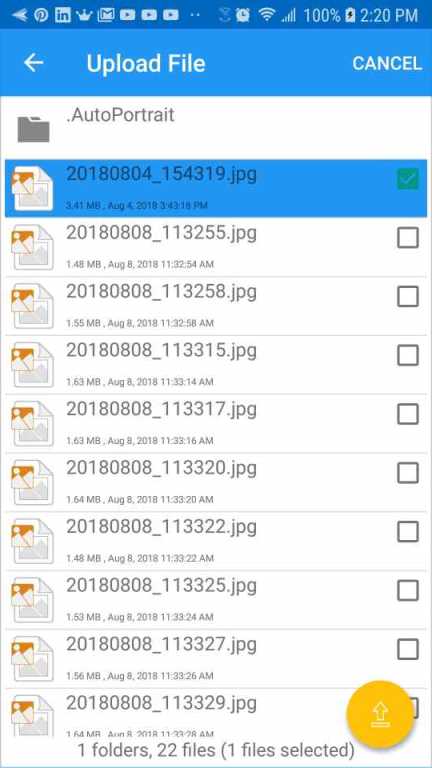 100% 2:20 PM
Upload File CANCEL
.AutoPortrait
20180804_154319.jpg
3.41 MB , Aug 4, 2018 3:43:18 PM
20180808_113255.jpg
1.48 MB , Aug 8, 2018 11:32:54 AM
20180808_113258.jpg
1.55 MB , Aug 8, 2018 11:32:58 AM
20180808_113315.jpg
1.63 MB , Aug 8, 2018 11:33:14 AM
20180808_113317.jpg
1.63 MB , Aug 8, 2018 11:33:16 AM
20180808_113320.jpg
1.64 MB , Aug 8, 2018 11:33:20 AM
20180808_113322.jpg
1.48 MB , Aug 8, 2018 11:33:22 AM
20180808_113325.jpg
1.53 MB , Aug 8, 2018 11:33:24 AM
20180808_113327.jpg
1.56 MB , Aug 8, 2018 11:33:26 AM
20180808_113329.jpg
1.64 MB , Aug 8, 2018 11:33:28 AM
1 folders, 22 files (1 files selected)